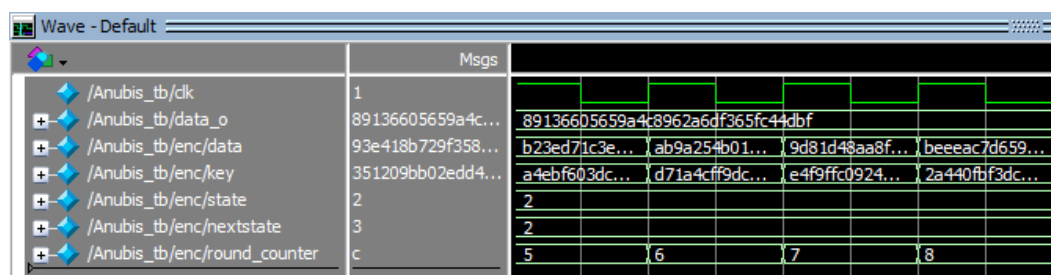 Wave - Default
Msgs
/Anubis_tb/clk 1
/Anubis_tb/data_o 89136605659a4c... 89136605659a4c8962a6df365fc44dbf
/Anubis_tb/enc/data 93e418b729f358... b23ed71c3e... ab9a254b01... 9d81d48aa8f... beeeac7d659...
/Anubis_tb/enc/key 351209bb02edd4... a4ebf603dc... d71a4cff9dc... e4f9ffc0924... 2a440fbf3dc...
/Anubis_tb/enc/state 2 2
/Anubis_tb/enc/nextstate 3 2
/Anubis_tb/enc/round_counter c 5 6 7 8